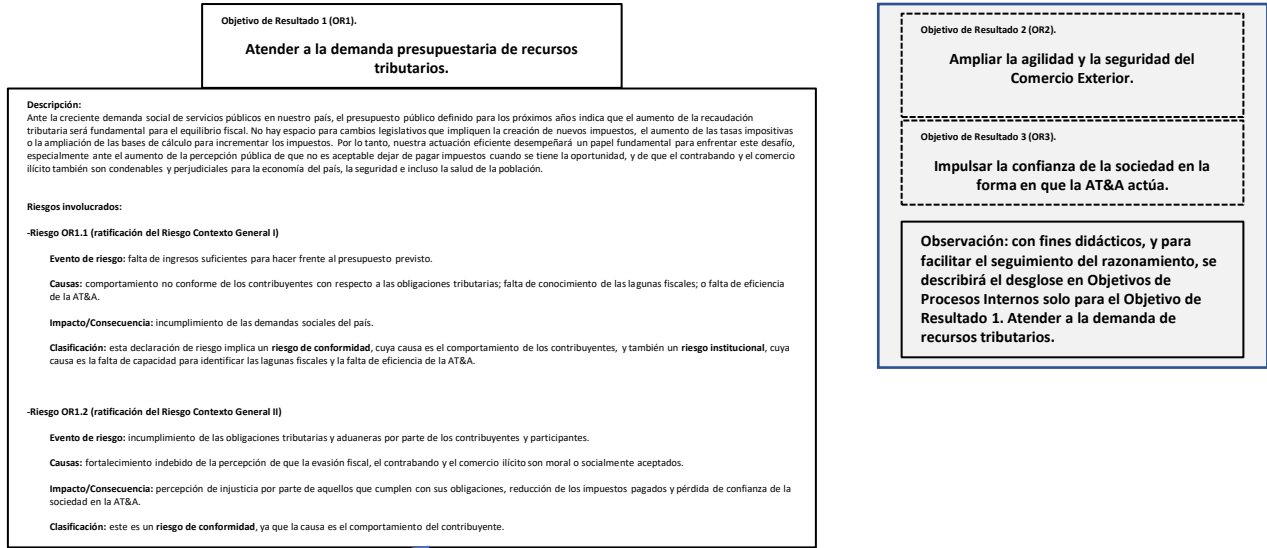 Objetivo de Resultado 1 (OR1).
Atender a la demanda presupuestaria de recursos
tributarios.
Descripción:
Ante la creciente demanda social de servicios públicos en nuestro país, el presupuesto público definido para los próximos años indica que el aumento de la recaudación
tributaria será fundamental para el equilibrio fiscal. No hay espacio para cambios legislativos que impliquen la creación de nuevos impuestos, el aumento de las tasas impositivas
o la ampliación de las bases de cálculo para incrementar los impuestos. Por lo tanto, nuestra actuación eficiente desempeñará un papel fundamental para enfrentar este desafío,
especialmente ante el aumento de la percepción pública de que no es aceptable dejar de pagar impuestos cuando se tiene la oportunidad, y de que el contrabando y el comercio
ilícito también son condenables y perjudiciales para la economía del país, la seguridad e incluso la salud de la población.
Riesgos involucrados:
-Riesgo OR1.1 (ratificación del Riesgo Contexto General I)
Evento de riesgo: falta de ingresos suficientes para hacer frente al presupuesto previsto.
Causas: comportamiento no conforme de los contribuyentes con respecto a las obligaciones tributarias; falta de conocimiento de las lagunas fiscales; o falta de eficiencia
de la AT&A.
Impacto/Consecuencia: incumplimiento de las demandas sociales del país.
Clasificación: esta declaración de riesgo implica un riesgo de conformidad, cuya causa es el comportamiento de los contribuyentes, y también un riesgo institucional, cuya
causa es la falta de capacidad para identificar las lagunas fiscales y la falta de eficiencia de la AT&A.
-Riesgo OR1.2 (ratificación del Riesgo Contexto General II)
Evento de riesgo: incumplimiento de las obligaciones tributarias y aduaneras por parte de los contribuyentes y participantes.
Causas: fortalecimiento indebido de la percepción de que la evasión fiscal, el contrabando y el comercio ilícito son moral o socialmente aceptados.
Impacto/Consecuencia: percepción de injusticia por parte de aquellos que cumplen con sus obligaciones, reducción de los impuestos pagados y pérdida de confianza de la
sociedad en la AT&A.
Clasificación: este es un riesgo de conformidad, ya que la causa es el comportamiento del contribuyente.
Objetivo de Resultado 2 (OR2).
Ampliar la agilidad y la seguridad del
Comercio Exterior.
Objetivo de Resultado 3 (OR3).
Impulsar la confianza de la sociedad en la
forma en que la AT&A actúa.
Observación: con fines didácticos, y para
facilitar el seguimiento del razonamiento, se
describirá el desglose en Objetivos de
Procesos Internos solo para el Objetivo de
Resultado 1. Atender a la demanda de
recursos tributarios.